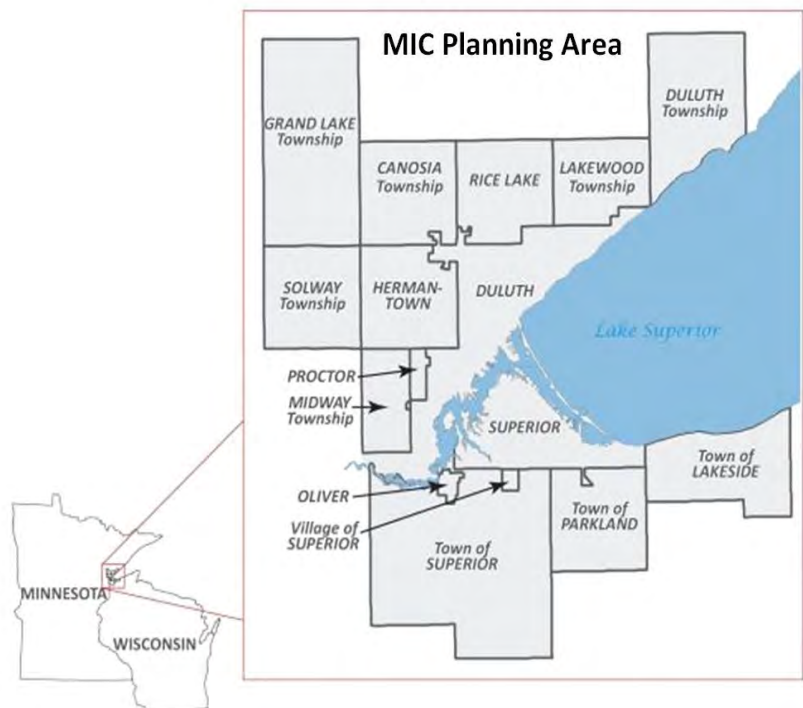 MIC Planning Area
DULUTH
Township
GRAND LAKE
Township
CANOSIA
Township
RICE LAKE
LAKEWOOD
Township
SOLWAY
Township
HERMAN-
TOWN
DULUTH
Lake Superior
PROCTOR
MIDWAY
Township
SUPERIOR
Town of
LAKESIDE
OLIVER
Village of
SUPERIOR
Town of
PARKLAND
Town of
SUPERIOR
MINNESOTA
WISCONSIN